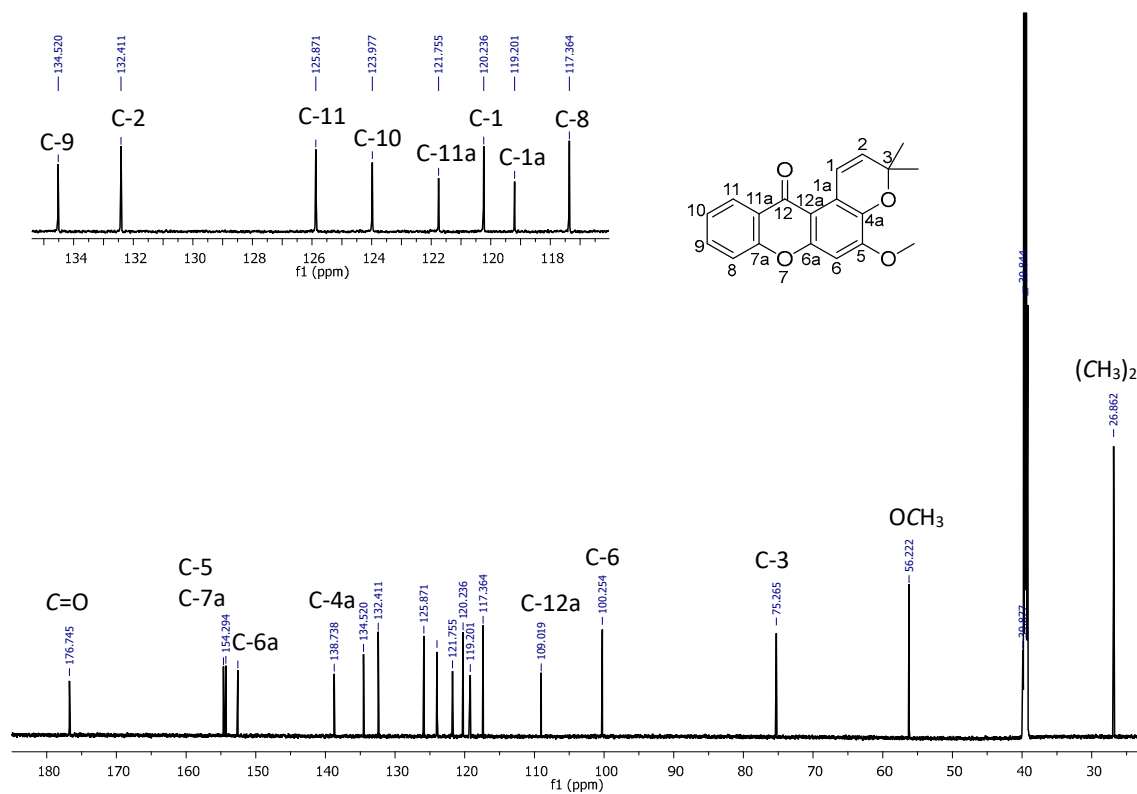 134.520 132.411 125.871 123.977 121.755 120.236 119.201 117.364
C-9 C-2 C-11 C-10 C-11a C-1 C-1a C-8
134 132 130 128 126 124 122 120 118
f1 (ppm)
O 1 2 3 O 1a 4a 5 O 6 6a 12a 12 11a 11 10 9 8 7a O 7
C=O
176.745
C-5
C-7a
154.294
C-6a
C-4a
138.738
134.520
132.411
125.871
121.755
120.236
119.201
117.364
C-12a
109.019
C-6
100.254
C-3
75.265
OCH3
56.222
(CH3)2
26.862
180 170 160 150 140 130 120 110 100 90 80 70 60 50 40 30
f1 (ppm)